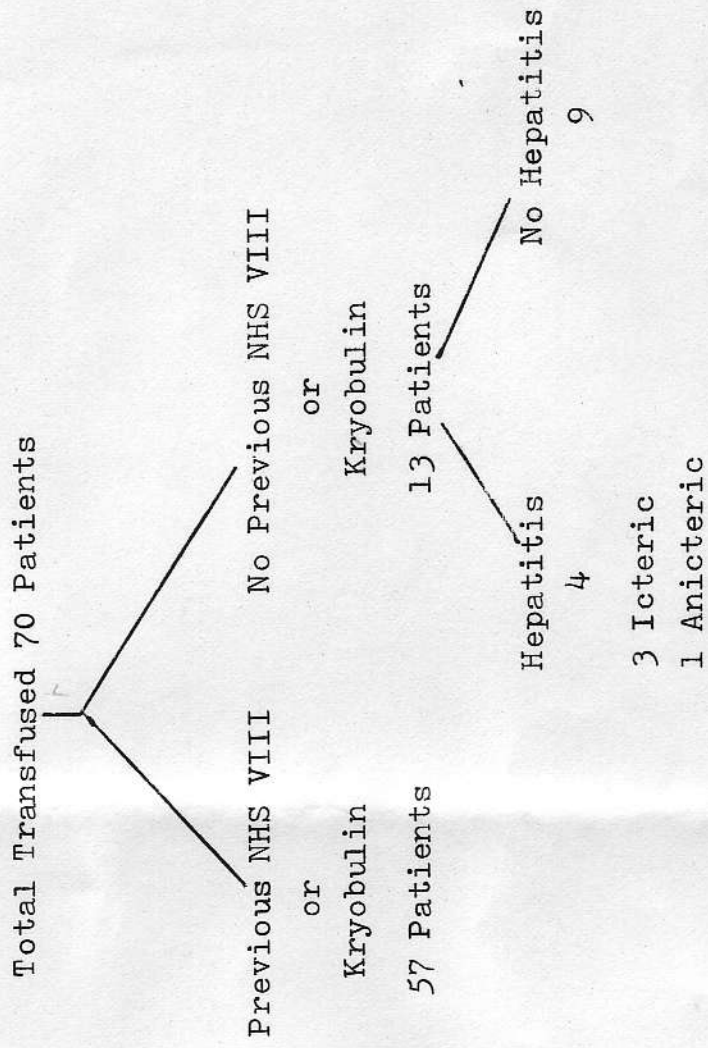 Total Transfused 70 Patients
Previous NHS VIII
or
Kryobulin
57 Patients
No Previous NHS VIII
or
Kryobulin
13 Patients
Hepatitis
4
3 Icteric
1 Anicteric
No Hepatitis
9